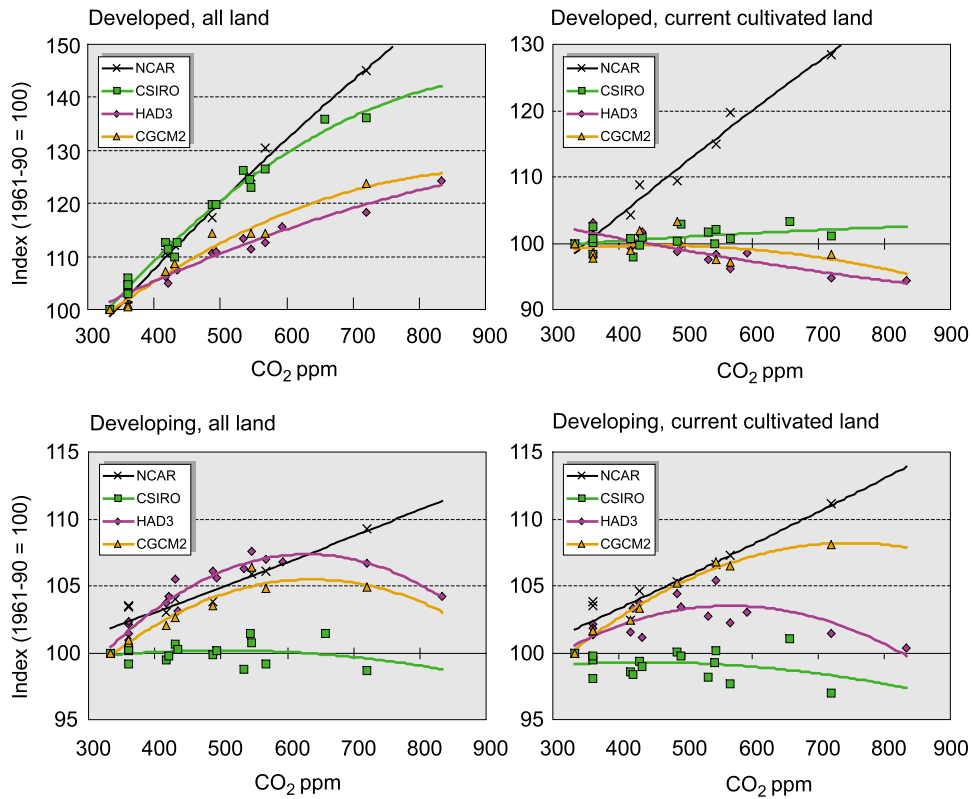 Developed, all land
Index (1961-90 = 100)
150
140
130
120
110
100
NCAR
CSIRO
HAD3
CGCM2
300 400 500 600 700 800 900
CO2 ppm
Developed, current cultivated land
130
120
110
100
90
NCAR
CSIRO
HAD3
CGCM2
300 400 500 600 700 800 900
CO2 ppm
Developing, all land
Index (1961-90 = 100)
115
110
105
100
95
NCAR
CSIRO
HAD3
CGCM2
300 400 500 600 700 800 900
CO2 ppm
Developing, current cultivated land
115
110
105
100
95
NCAR
CSIRO
HAD3
CGCM2
300 400 500 600 700 800 900
CO2 ppm